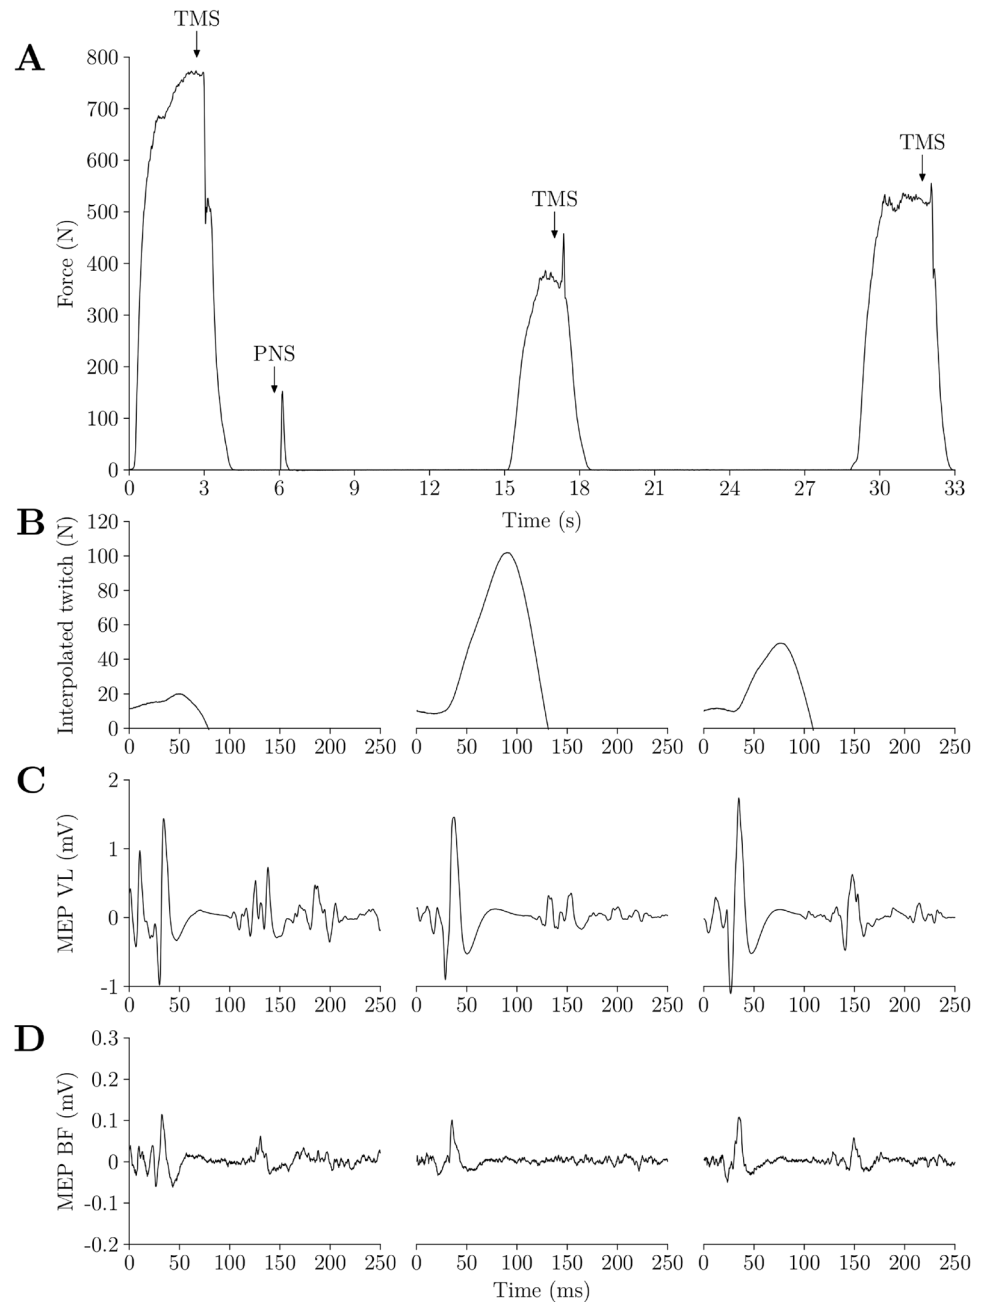 TMS
A
800
700
600
500
400
300
200
100
0
Force (N)
TMS
TMS
PNS
0 3 6 9 12 15 18 21 24 27 30 33
Time (s)
B
120
100
80
60
40
20
0
Interpolated twitch (N)
0 50 100 150 200 250 0 50 100 150 200 250 0 50 100 150 200 250
C
2
1
0
-1
MEP VL (mV)
0 50 100 150 200 250 0 50 100 150 200 250 0 50 100 150 200 250
D
0.3
0.2
0.1
0
-0.1
-0.2
MEP BF (mV)
0 50 100 150 200 250 0 50 100 150 200 250 0 50 100 150 200 250
Time (ms)